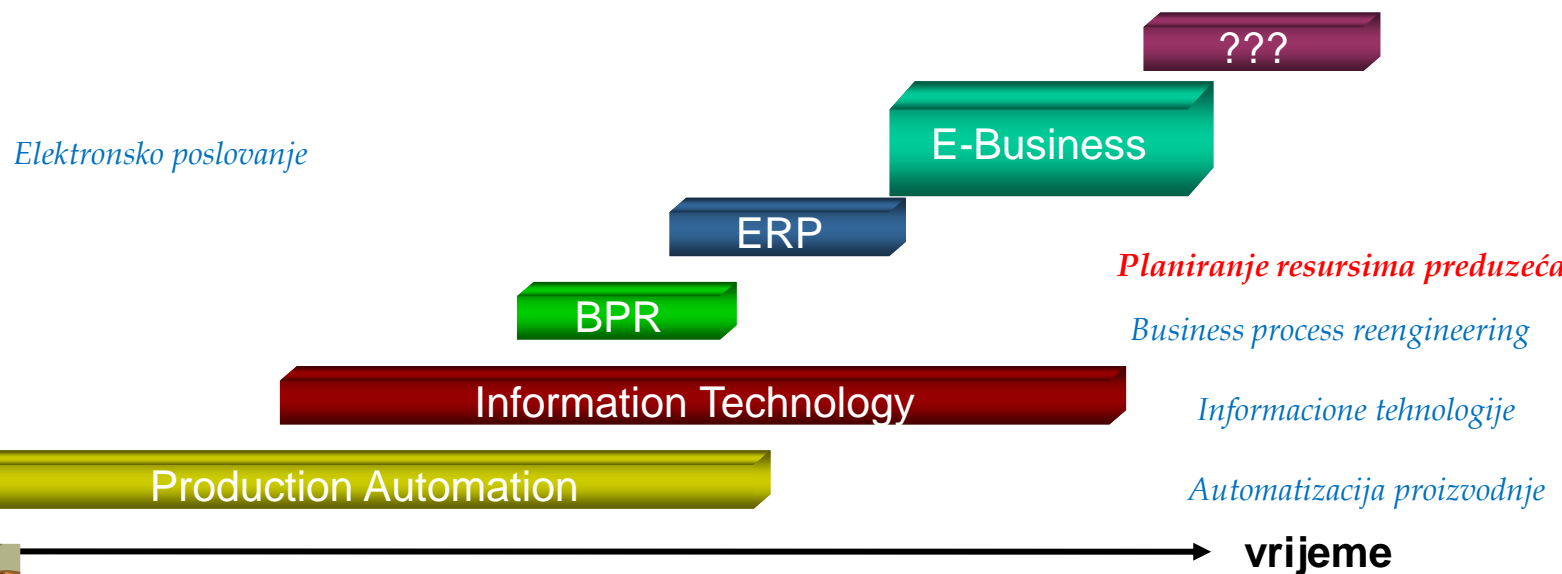 ???
E-Business
Elektronsko poslovanje
ERP
Planiranje resursima preduzeća
BPR
Business process reengineering
Information Technology
Informacione tehnologije
Production Automation
Automatizacija proizvodnje
vrijeme